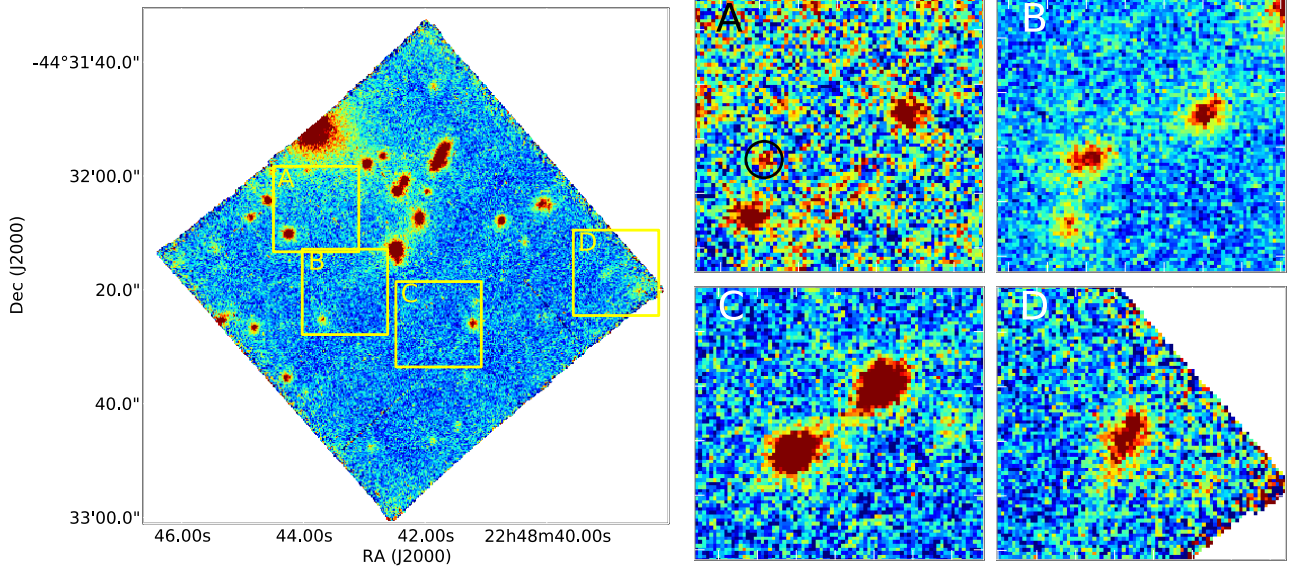 -44°31'40.0"
32'00.0"
20.0"
40.0"
33'00.0"
Dec (J2000)
46.00s
44.00s
42.00s
22h48m40.00s
RA (J2000)
A
B
C
D
A
B
C
D